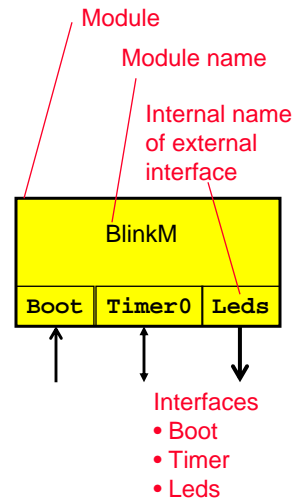 Module
Module name
Internal name
of external
interface
BlinkM
Boot Timer0 Leds
Interfaces
• Boot
• Timer
• Leds